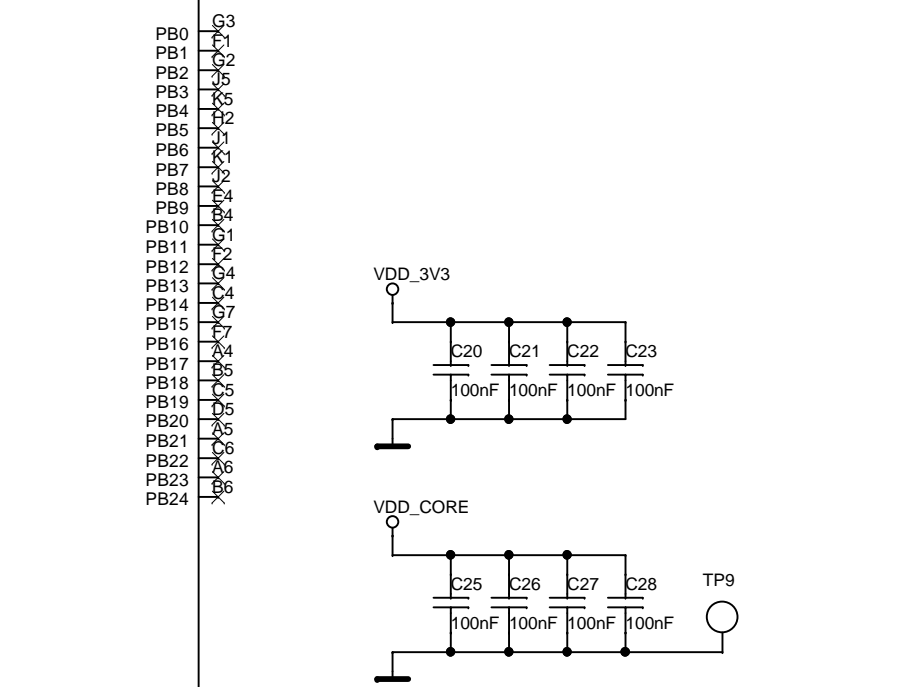 G3
PB0
F1
PB1
G2
PB2
J5
PB3
K5
PB4
H2
PB5
J1
PB6
K1
PB7
J2
PB8
E4
PB9
B4
PB10
G1
PB11
F2
PB12
G4
PB13
C4
PB14
G7
PB15
F7
PB16
A4
PB17
B5
PB18
C5
PB19
D5
PB20
A5
PB21
C6
PB22
A6
PB23
B6
PB24
VDD_3V3
C20 C21 C22 C23
100nF 100nF 100nF 100nF
VDD_CORE
C25 C26 C27 C28
TP9
100nF 100nF 100nF 100nF